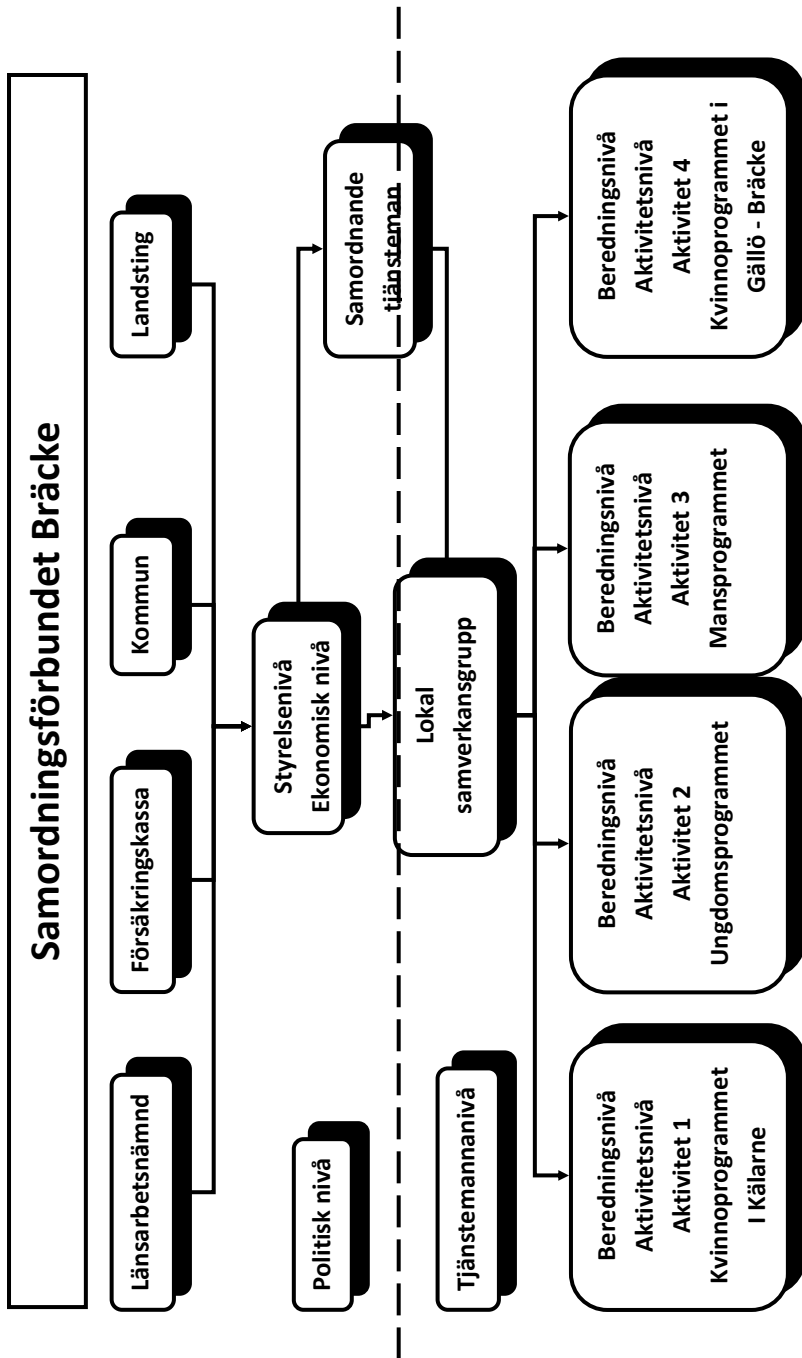 Samordningsförbundet Bräcke
Länsarbetsnämnd
Försäkringskassa
Kommun
Landsting
Styrelsenivå
Ekonomisk nivå
Politisk nivå
Samordnande
tjänsteman
Lokal
samverkansgrupp
Tjänstemannanivå
Beredningsnivå
Aktivitetsnivå
Aktivitet 1
Kvinnoprogrammet
I Kälarne
Beredningsnivå
Aktivitetsnivå
Aktivitet 2
Ungdomsprogrammet
Beredningsnivå
Aktivitetsnivå
Aktivitet 3
Mansprogrammet
Beredningsnivå
Aktivitetsnivå
Aktivitet 4
Kvinnoprogrammet i
Gällö - Bräcke